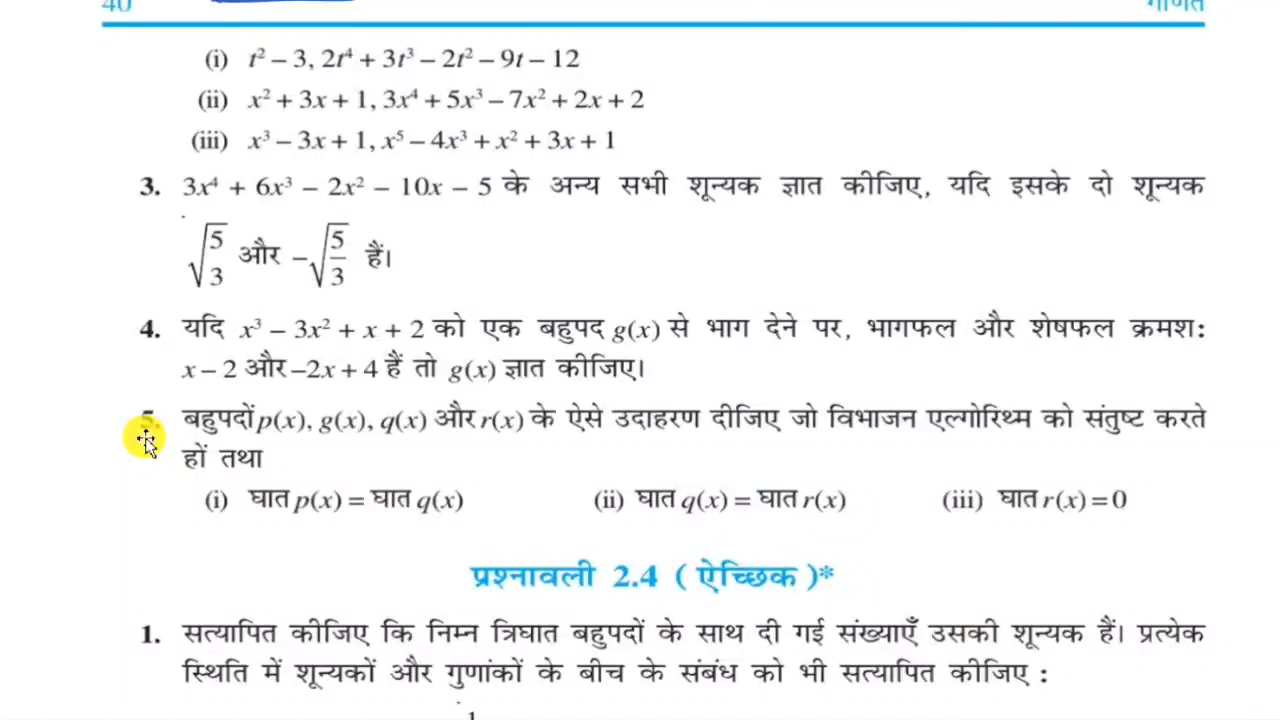 40 गणित
(i) t² – 3, 2t⁴ + 3t³ – 2t² – 9t – 12
(ii) x² + 3x + 1, 3x⁴ + 5x³ – 7x² + 2x + 2
(iii) x³ – 3x + 1, x⁵ – 4x³ + x² + 3x + 1
3. 3x⁴ + 6x³ – 2x² – 10x – 5 के अन्य सभी शून्यक ज्ञात कीजिए, यदि इसके दो शून्यक
√(5/3) और –√(5/3) हैं।
4. यदि x³ – 3x² + x + 2 को एक बहुपद g(x) से भाग देने पर, भागफल और शेषफल क्रमश:
x – 2 और –2x + 4 हैं तो g(x) ज्ञात कीजिए।
5. बहुपदों p(x), g(x), q(x) और r(x) के ऐसे उदाहरण दीजिए जो विभाजन एल्गोरिथ्म को संतुष्ट करते
हों तथा
(i) घात p(x) = घात q(x) (ii) घात q(x) = घात r(x) (iii) घात r(x) = 0
प्रश्नावली 2.4 (ऐच्छिक)*
1. सत्यापित कीजिए कि निम्न त्रिघात बहुपदों के साथ दी गई संख्याएँ उसकी शून्यक हैं। प्रत्येक
स्थिति में शून्यकों और गुणांकों के बीच के संबंध को भी सत्यापित कीजिए :